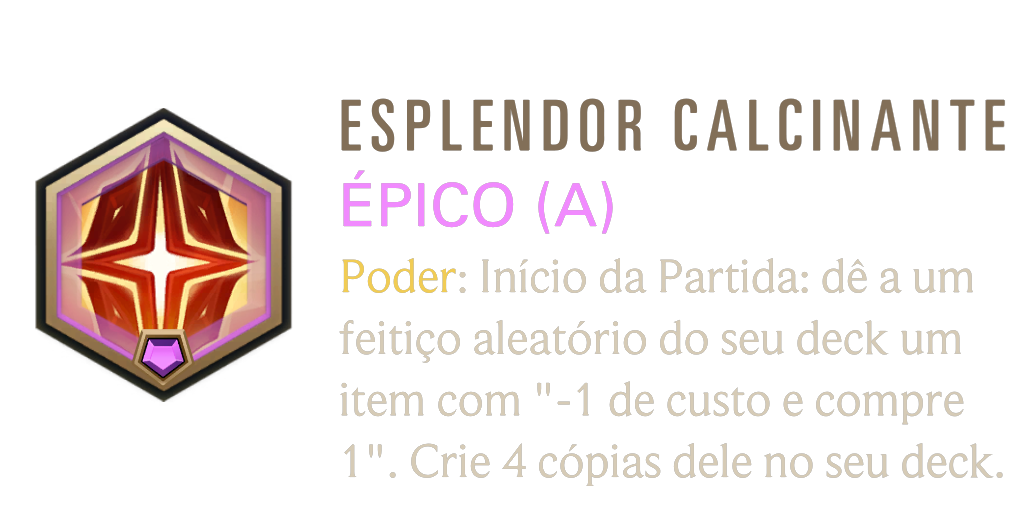 ESPLENDOR CALCINANTE
ÉPICO (A)
Poder: Início da Partida: dê a um
feitiço aleatório do seu deck um
item com "-1 de custo e compre
1". Crie 4 cópias dele no seu deck.